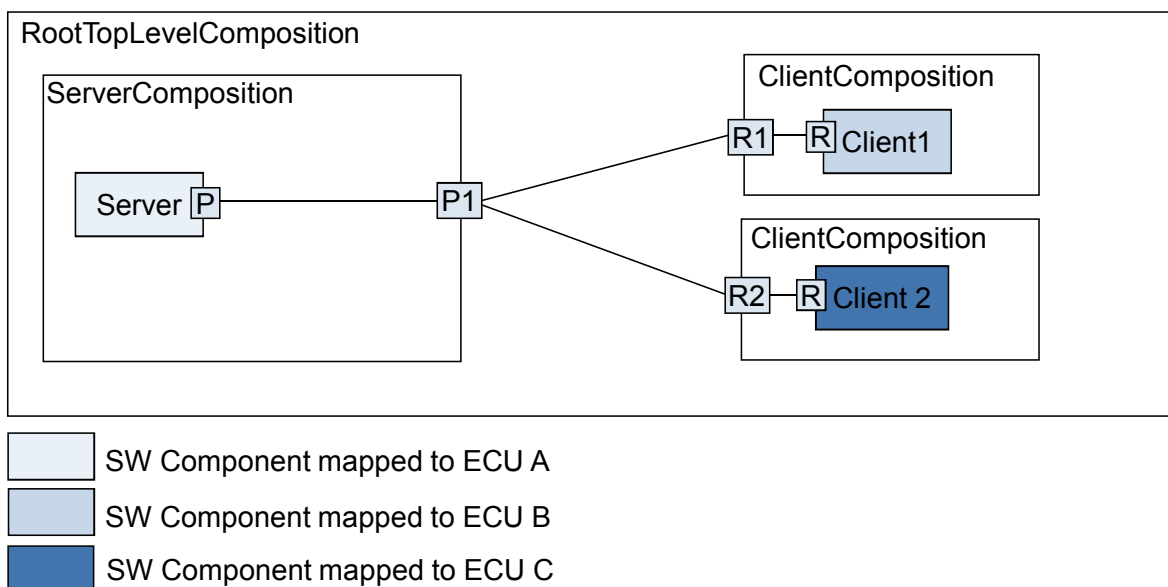 RootTopLevelComposition
ServerComposition
Server
P
P1
ClientComposition
R1
R
Client1
ClientComposition
R2
R
Client 2
SW Component mapped to ECU A
SW Component mapped to ECU B
SW Component mapped to ECU C